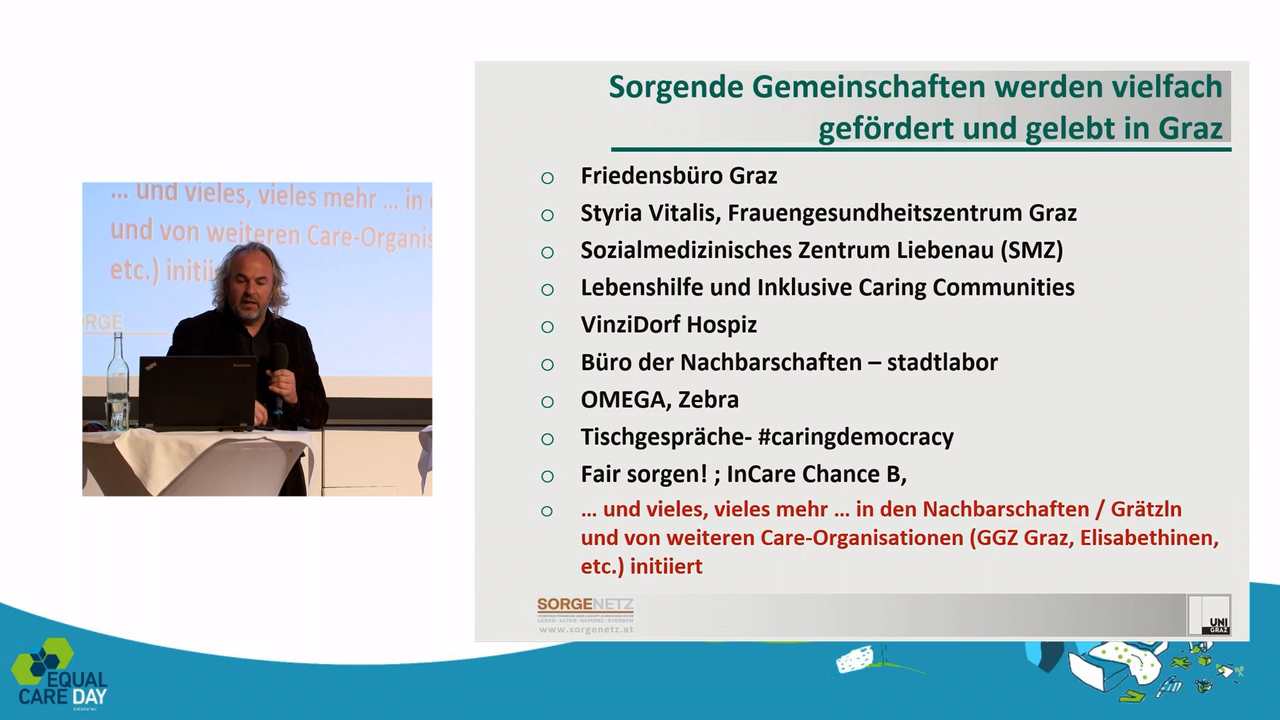 Sorgende Gemeinschaften werden vielfach
gefördert und gelebt in Graz
o Friedensbüro Graz
o Styria Vitalis, Frauengesundheitszentrum Graz
o Sozialmedizinisches Zentrum Liebenau (SMZ)
o Lebenshilfe und Inklusive Caring Communities
o VinziDorf Hospiz
o Büro der Nachbarschaften – stadtlabor
o OMEGA, Zebra
o Tischgespräche- #caringdemocracy
o Fair sorgen! ; InCare Chance B,
o … und vieles, vieles mehr … in den Nachbarschaften / Grätzln
und von weiteren Care-Organisationen (GGZ Graz, Elisabethinen,
etc.) initiiert
SORGENETZ
www.sorgenetz.at
UNI
GRAZ
… und vieles, vieles mehr … in
und von weiteren Care-Organis
etc.) initii
ORGE
EQUAL
CARE DAY